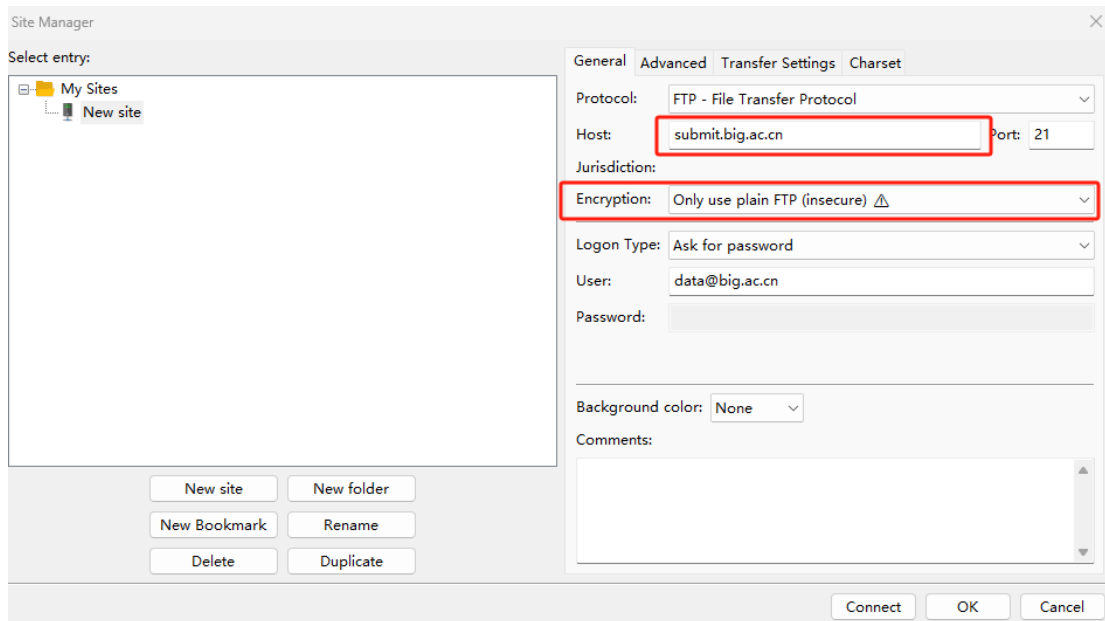 Site Manager
Select entry:
My Sites
New site
New site
New folder
New Bookmark
Rename
Delete
Duplicate
General Advanced Transfer Settings Charset
Protocol: FTP - File Transfer Protocol
Host: submit.big.ac.cn Port: 21
Jurisdiction:
Encryption: Only use plain FTP (insecure) ⚠
Logon Type: Ask for password
User: data@big.ac.cn
Password:
Background color: None
Comments:
Connect OK Cancel